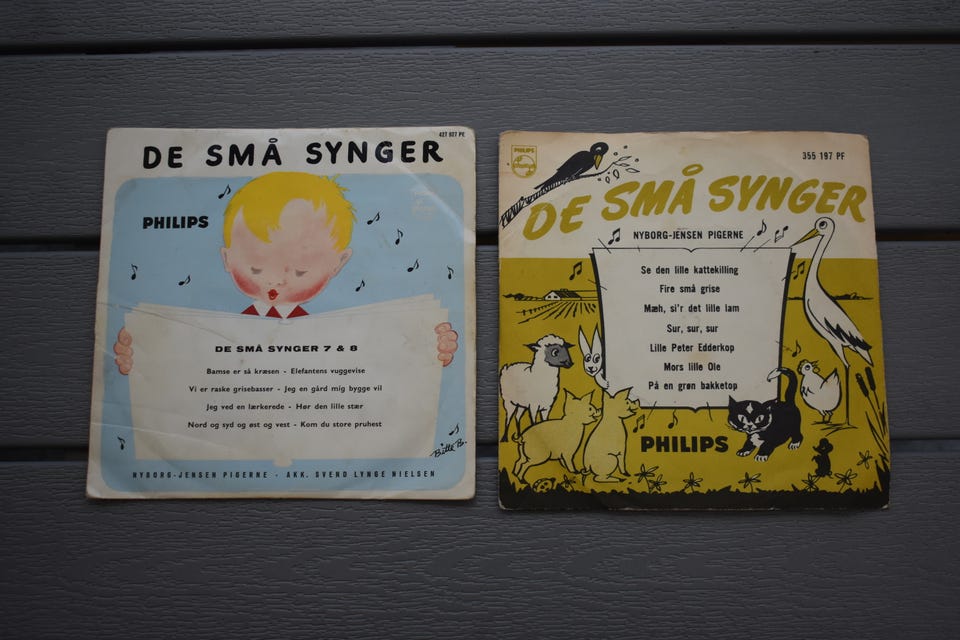 427 927 PE
DE SMÅ SYNGER
PHILIPS
DE SMÅ SYNGER 7 & 8
Bamse er så kræsen - Elefantens vuggevise
Vi er raske grisebasser - Jeg en gård mig bygge vil
Jeg ved en lærkerede - Hør den lille stær
Nord og syd og øst og vest - Kom du store pruhest
Bitte B.
NYBORG-JENSEN PIGERNE · AKK. SVEND LYNGE NIELSEN
PHILIPS
355 197 PF
DE SMÅ SYNGER
NYBORG-JENSEN PIGERNE
Se den lille kattekilling
Fire små grise
Mæh, si'r det lille lam
Sur, sur, sur
Lille Peter Edderkop
Mors lille Ole
På en grøn bakketop
PHILIPS